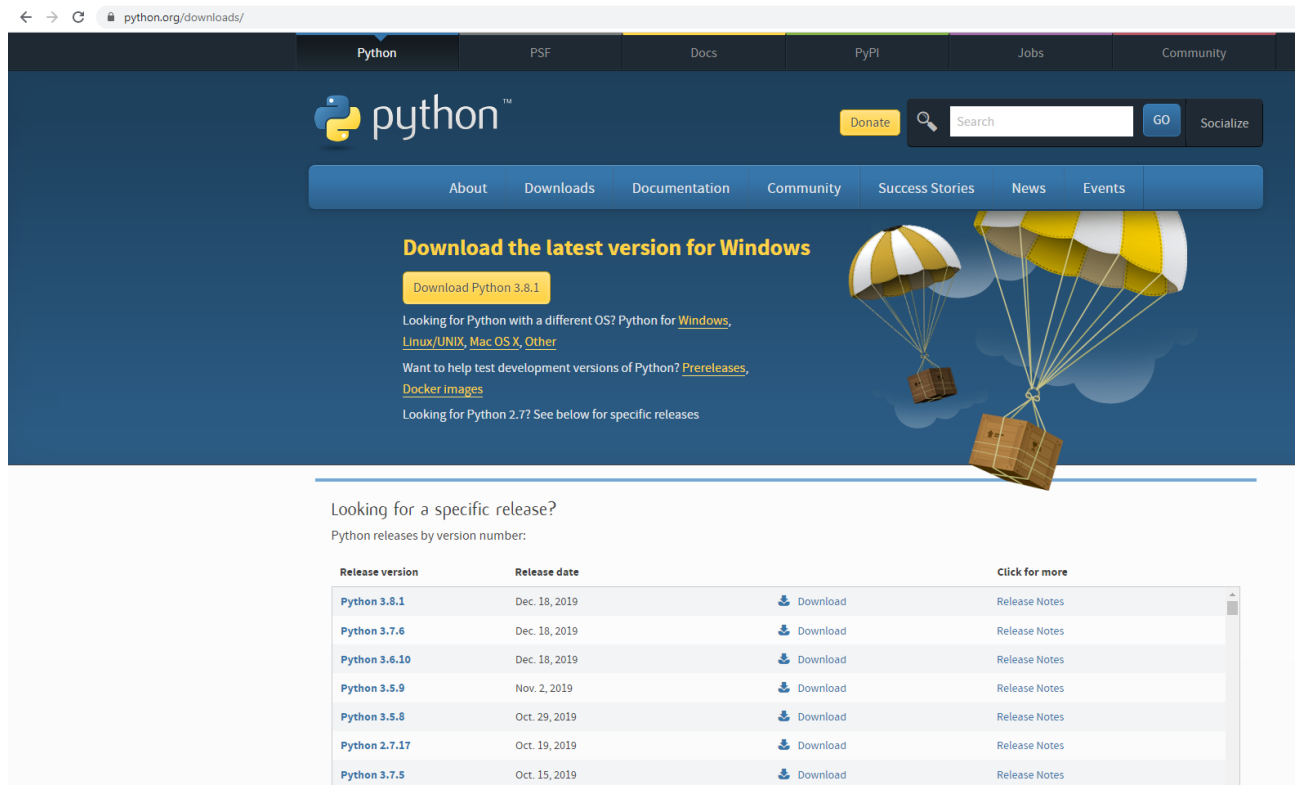 python.org/downloads/
Python PSF Docs PyPI Jobs Community
python™ Donate Search GO Socialize
About Downloads Documentation Community Success Stories News Events
Download the latest version for Windows
Download Python 3.8.1
Looking for Python with a different OS? Python for Windows,
Linux/UNIX, Mac OS X, Other
Want to help test development versions of Python? Prereleases,
Docker images
Looking for Python 2.7? See below for specific releases
Looking for a specific release?
Python releases by version number:
Release version Release date Click for more
Python 3.8.1 Dec. 18, 2019 Download Release Notes
Python 3.7.6 Dec. 18, 2019 Download Release Notes
Python 3.6.10 Dec. 18, 2019 Download Release Notes
Python 3.5.9 Nov. 2, 2019 Download Release Notes
Python 3.5.8 Oct. 29, 2019 Download Release Notes
Python 2.7.17 Oct. 19, 2019 Download Release Notes
Python 3.7.5 Oct. 15, 2019 Download Release Notes